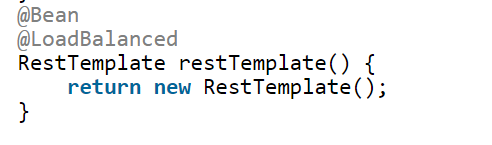 @Bean
@LoadBalanced
RestTemplate restTemplate() {
    return new RestTemplate();
}